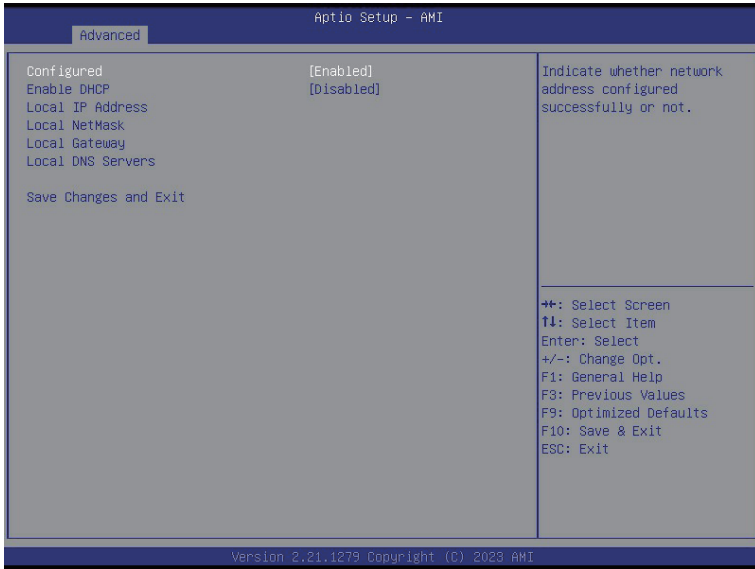 Aptio Setup - AMI
Advanced
Configured [Enabled]
Enable DHCP [Disabled]
Local IP Address
Local NetMask
Local Gateway
Local DNS Servers
Save Changes and Exit
Indicate whether network
address configured
successfully or not.
→←: Select Screen
↑↓: Select Item
Enter: Select
+/-: Change Opt.
F1: General Help
F3: Previous Values
F9: Optimized Defaults
F10: Save & Exit
ESC: Exit
Version 2.21.1279 Copyright (C) 2023 AMI